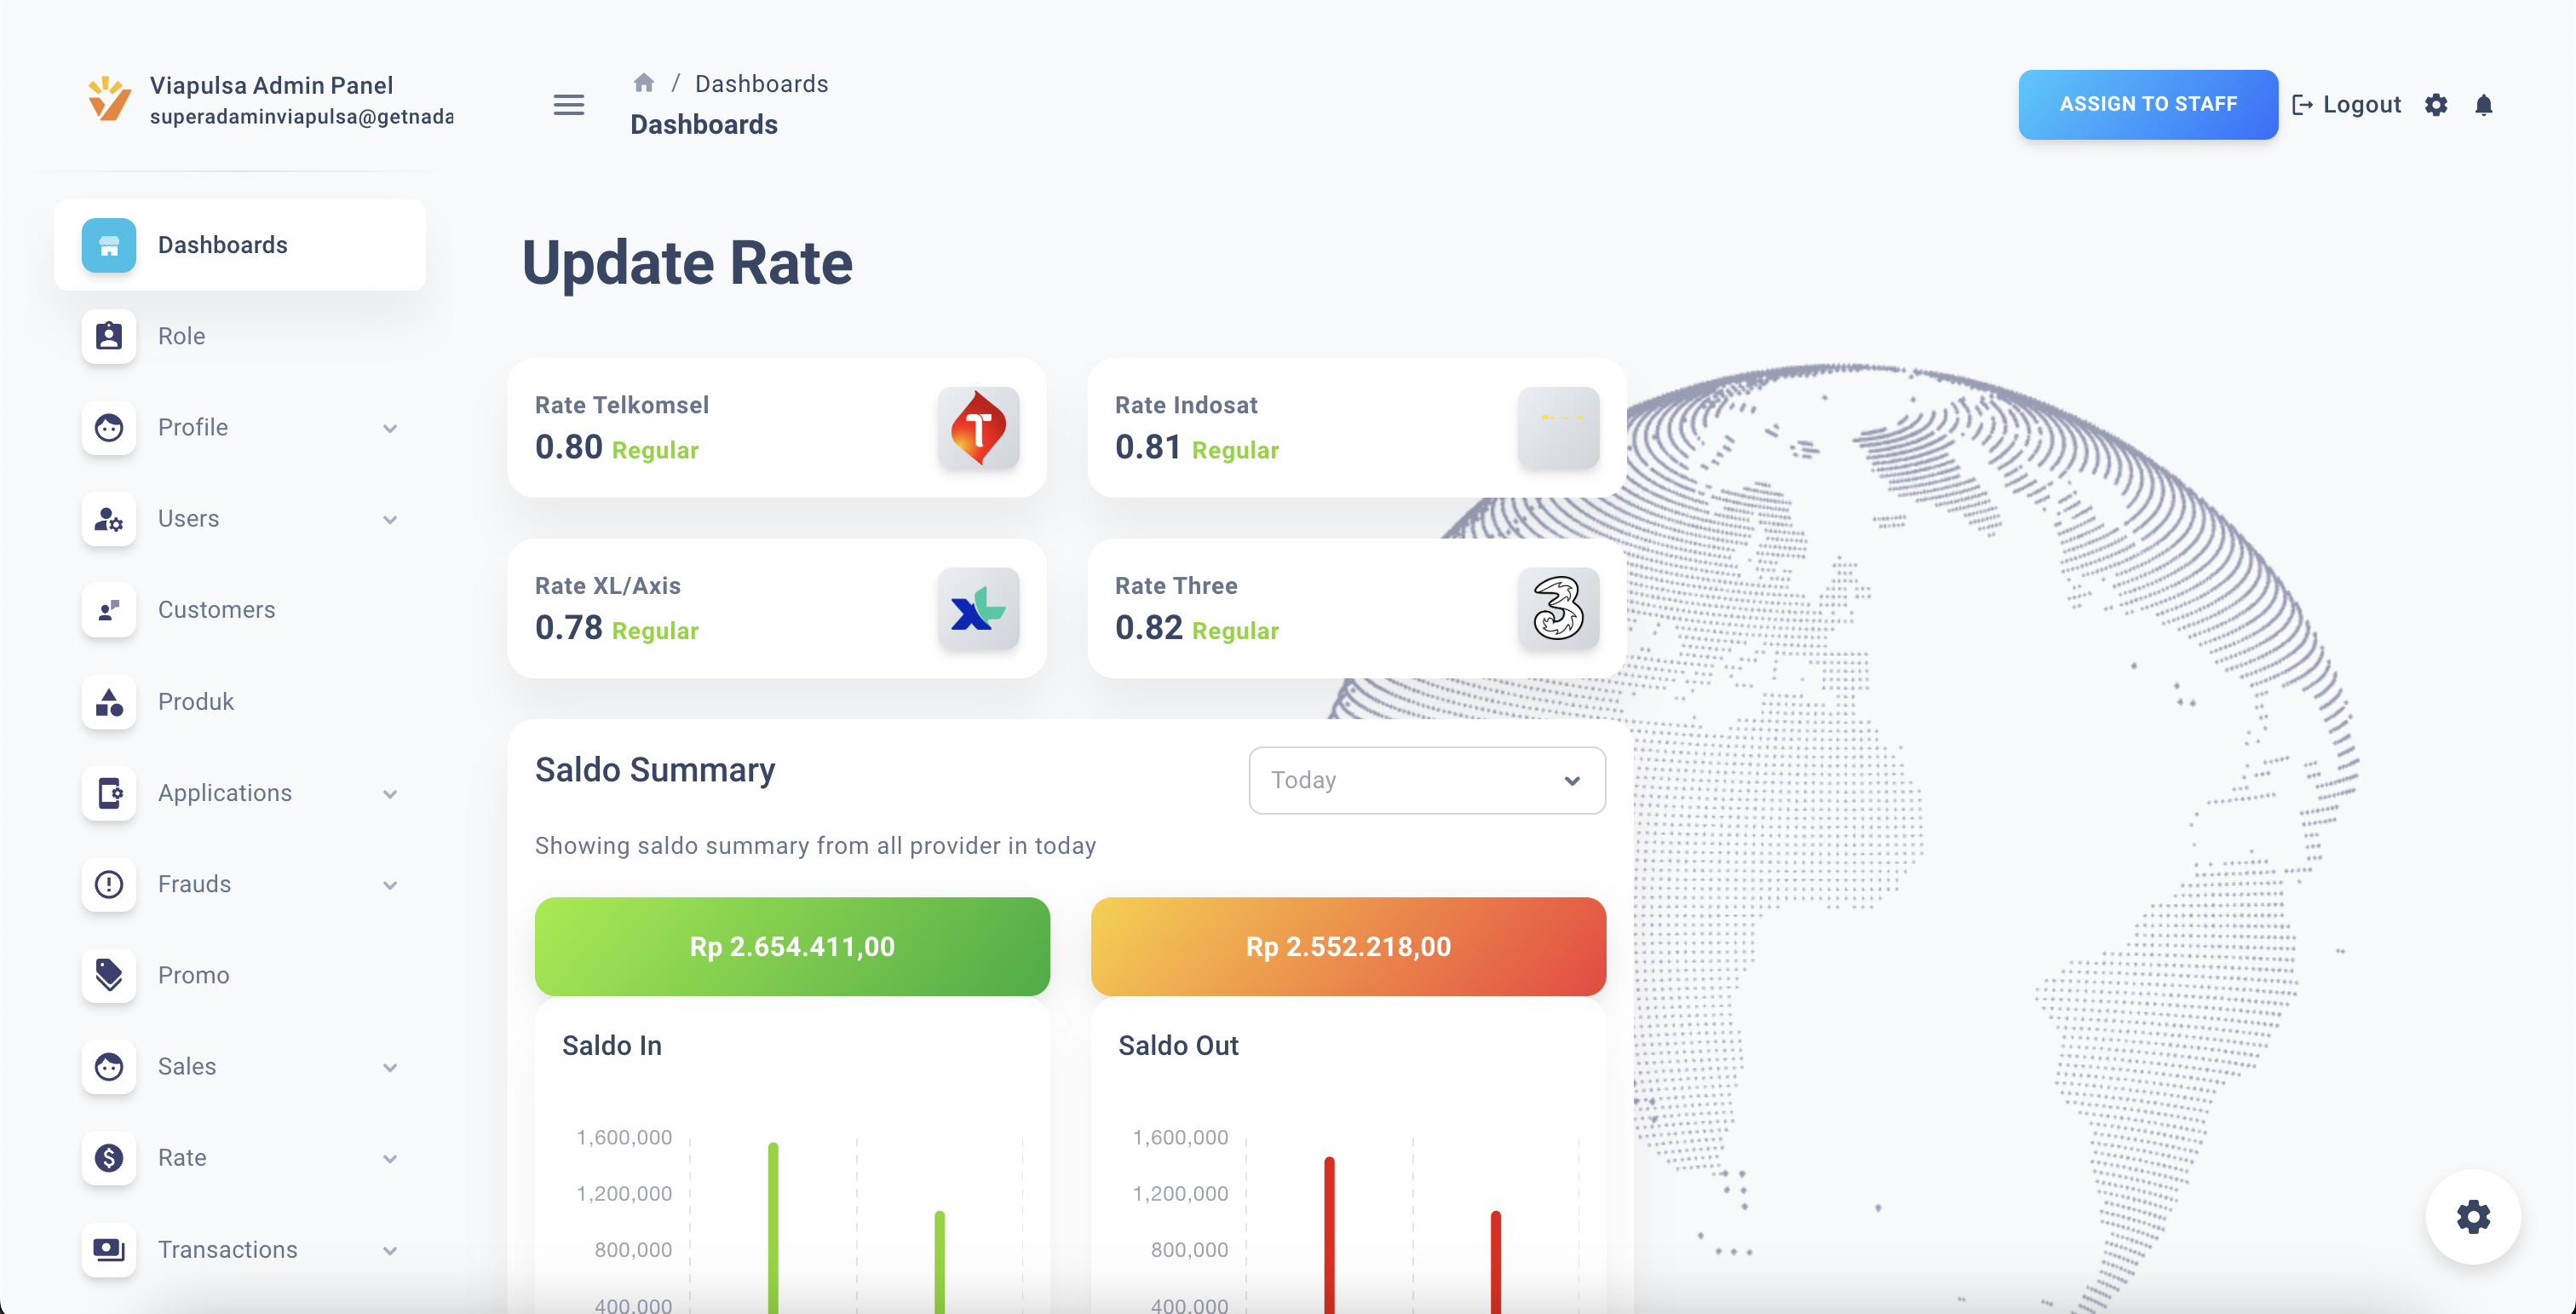 Viapulsa Admin Panel
superadaminviapulsa@getnada
/ Dashboards
Dashboards
ASSIGN TO STAFF
Logout
Dashboards
Role
Profile
Users
Customers
Produk
Applications
Frauds
Promo
Sales
Rate
Transactions
Update Rate
Rate Telkomsel
0.80 Regular
Rate Indosat
0.81 Regular
Rate XL/Axis
0.78 Regular
Rate Three
0.82 Regular
Saldo Summary
Today
Showing saldo summary from all provider in today
Rp 2.654.411,00
Rp 2.552.218,00
Saldo In
1,600,000
1,200,000
800,000
400,000
Saldo Out
1,600,000
1,200,000
800,000
400,000